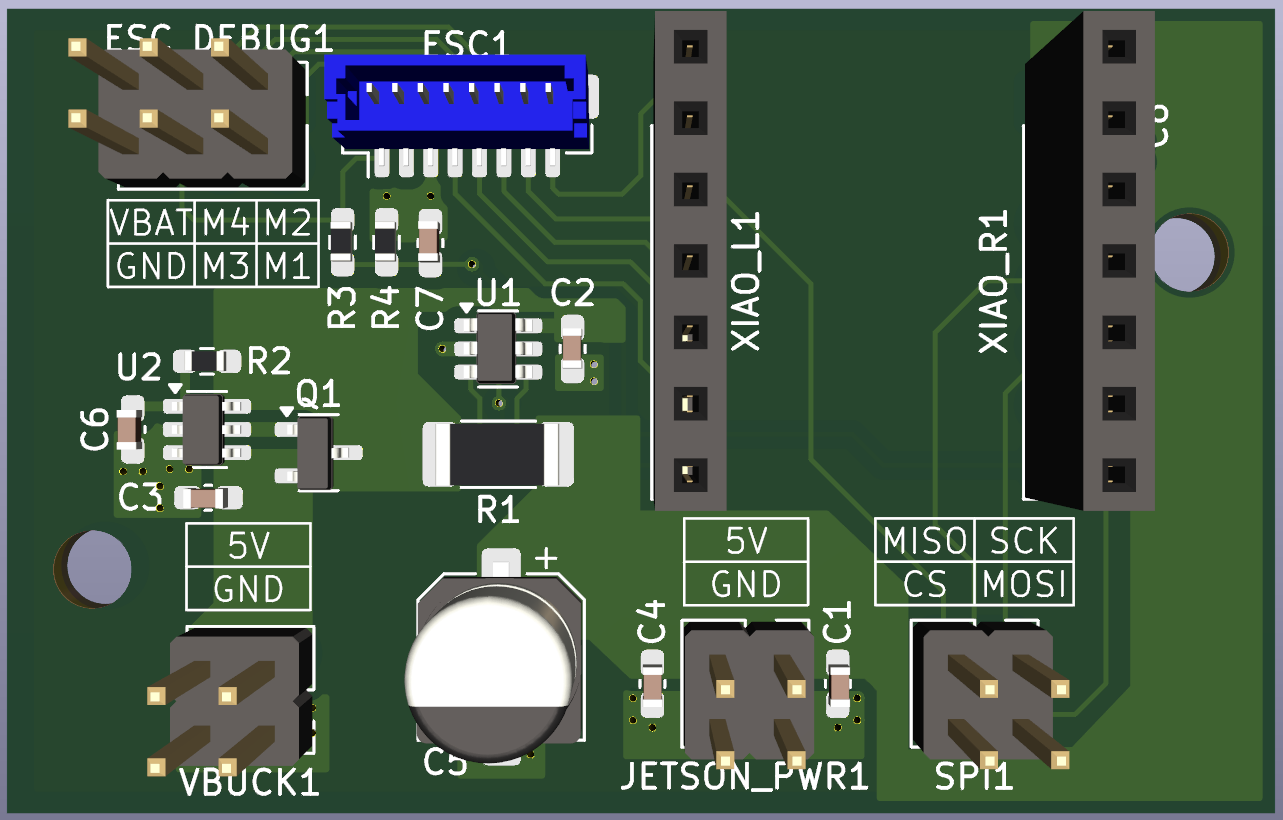 ESC_DEBUG1
ESC1
C8
VBAT M4 M2
GND M3 M1
R3
R4
C7
U1
C2
XIAO_L1
XIAO_R1
U2
R2
Q1
C6
C3
R1
5V
GND
+
5V
GND
MISO SCK
CS MOSI
C4
C1
C5
VBUCK1
JETSON_PWR1
SPI1